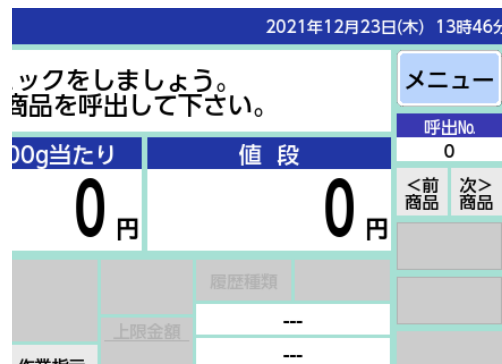 2021年12月23日(木) 13時46分
ックをしましょう。
商品を呼出して下さい。
メニュー
呼出No.
0
00g当たり
値段
0円
0円
<前商品
次>商品
履歴種類
上限金額
---
---
作業指示